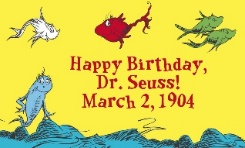 Happy Birthday,
Dr. Seuss!
March 2, 1904